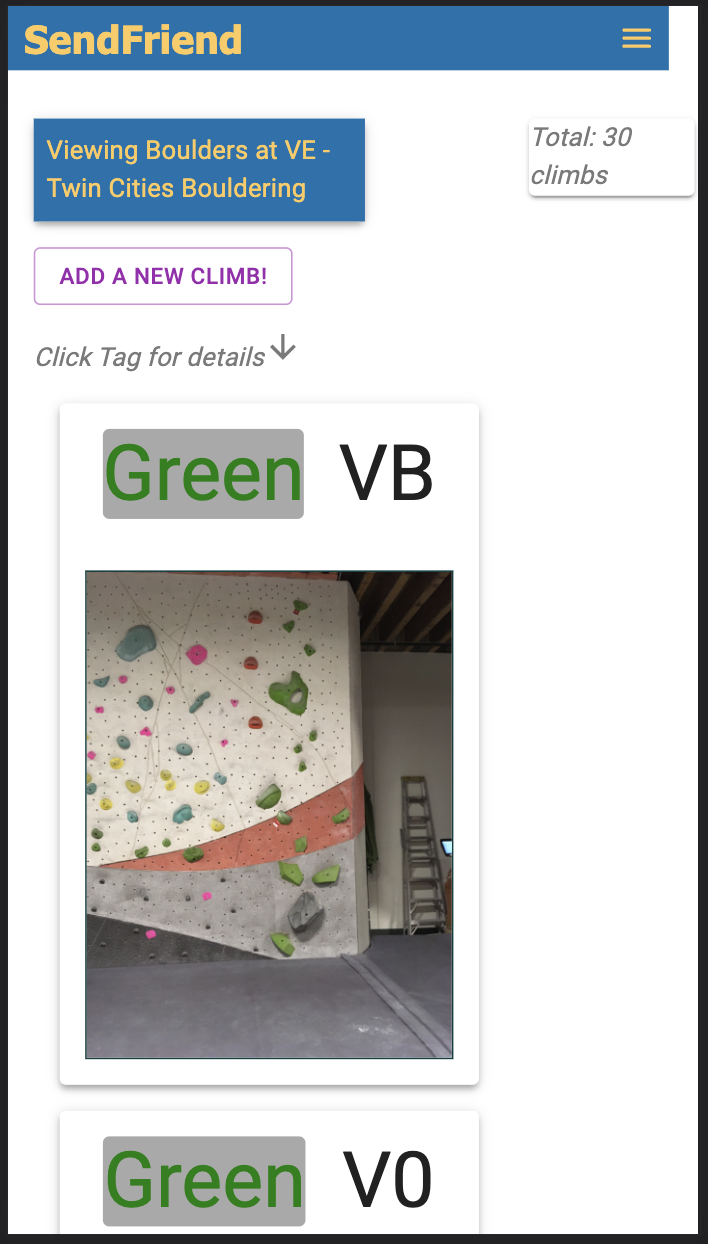 SendFriend
Viewing Boulders at VE -
Twin Cities Bouldering
Total: 30
climbs
ADD A NEW CLIMB!
Click Tag for details
Green VB
Green V0